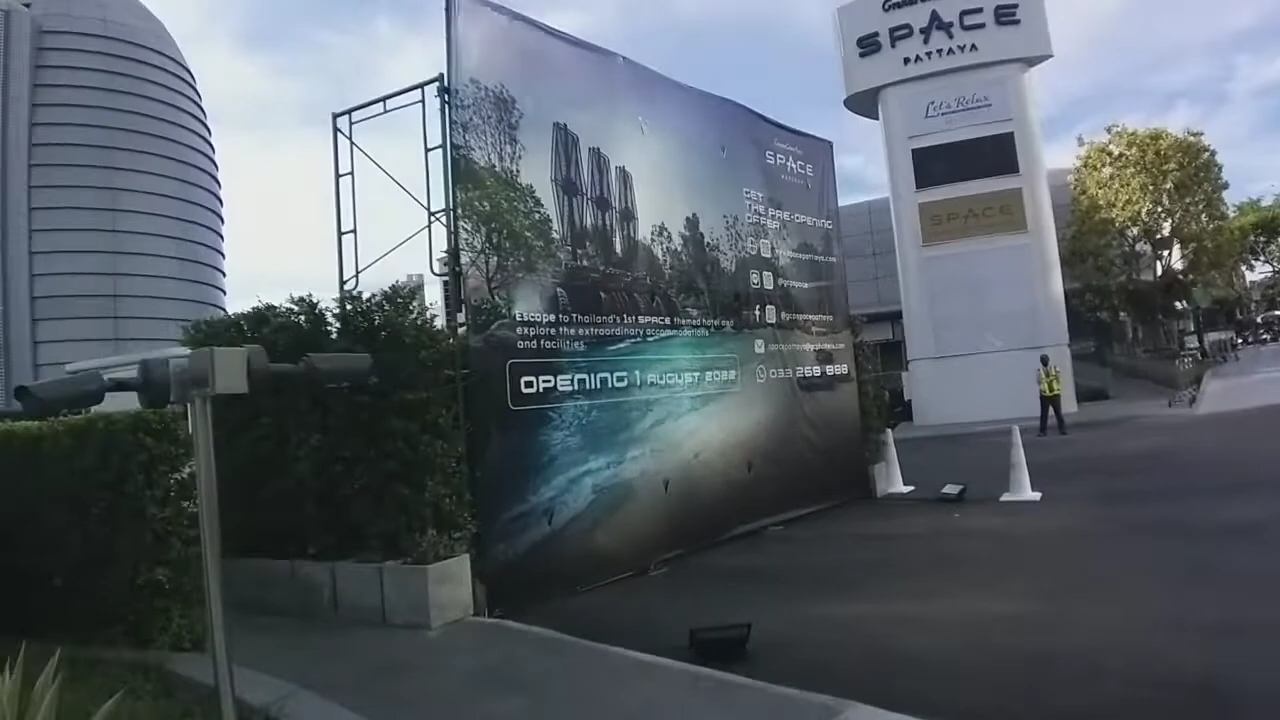 SPACE
PATTAYA
Let's Relax
SPACE
SPACE
GET
THE PRE-OPENING
OFFER
@gcpspace
Escape to Thailand's 1st SPACE themed hotel and
explore the extraordinary accommodations
and facilities.
OPENING 1 AUGUST 2022
033 268 888